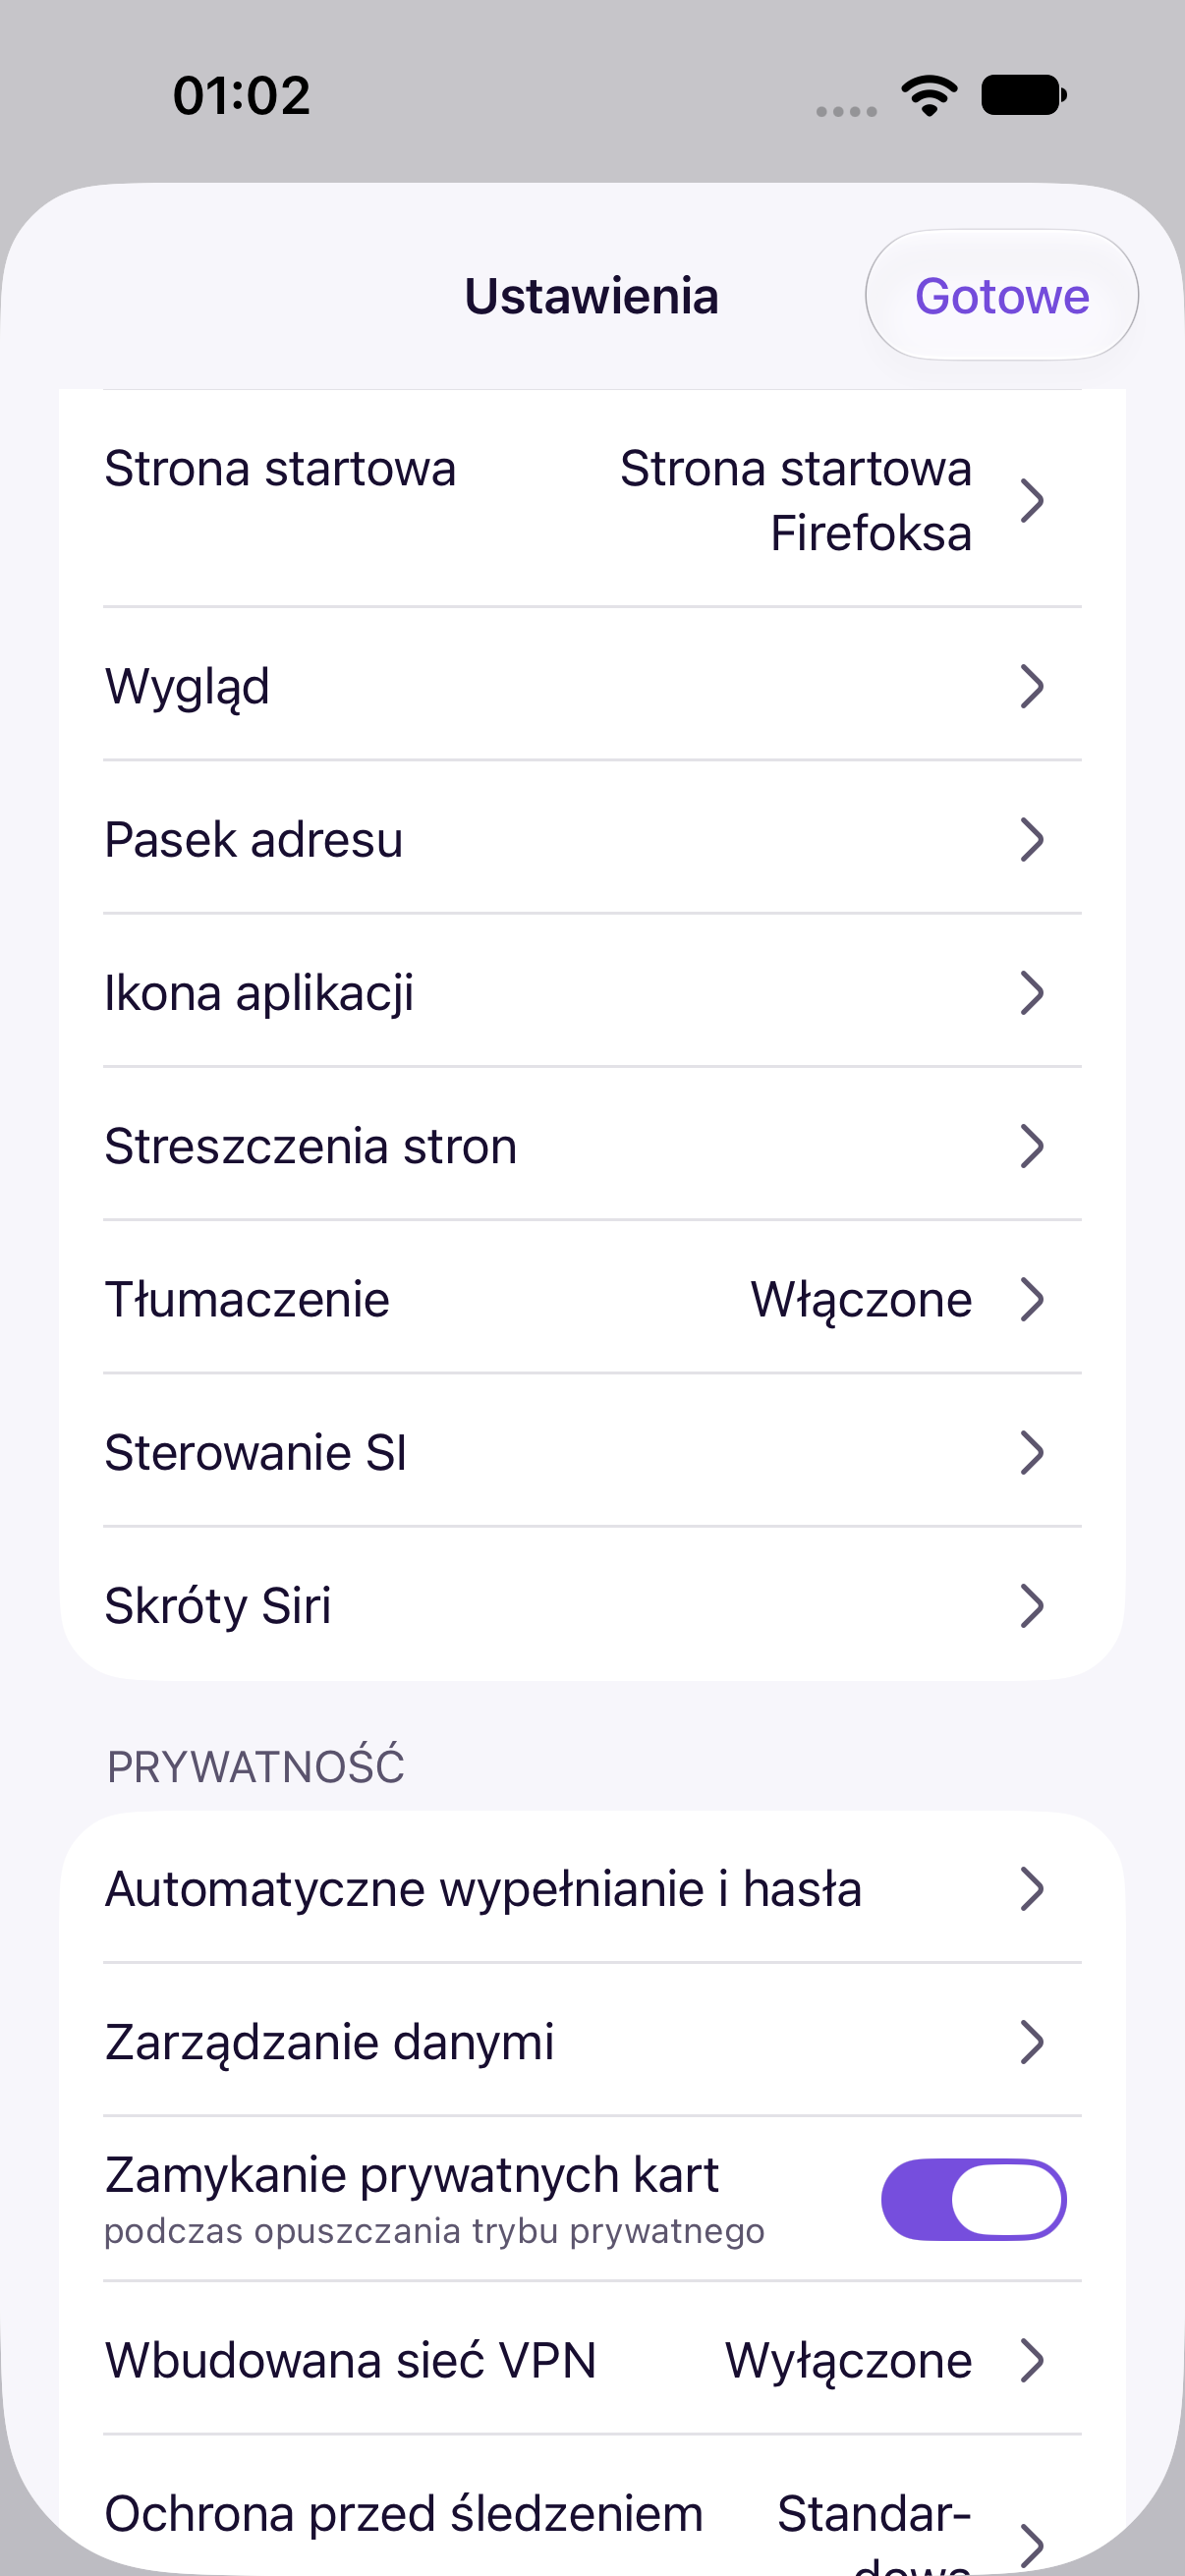 01:02
Ustawienia
Gotowe
Strona startowa
Strona startowa
Firefoksa
Wygląd
Pasek adresu
Ikona aplikacji
Streszczenia stron
Tłumaczenie
Włączone
Sterowanie SI
Skróty Siri
PRYWATNOŚĆ
Automatyczne wypełnianie i hasła
Zarządzanie danymi
Zamykanie prywatnych kart
podczas opuszczania trybu prywatnego
Wbudowana sieć VPN
Wyłączone
Ochrona przed śledzeniem
Standar-